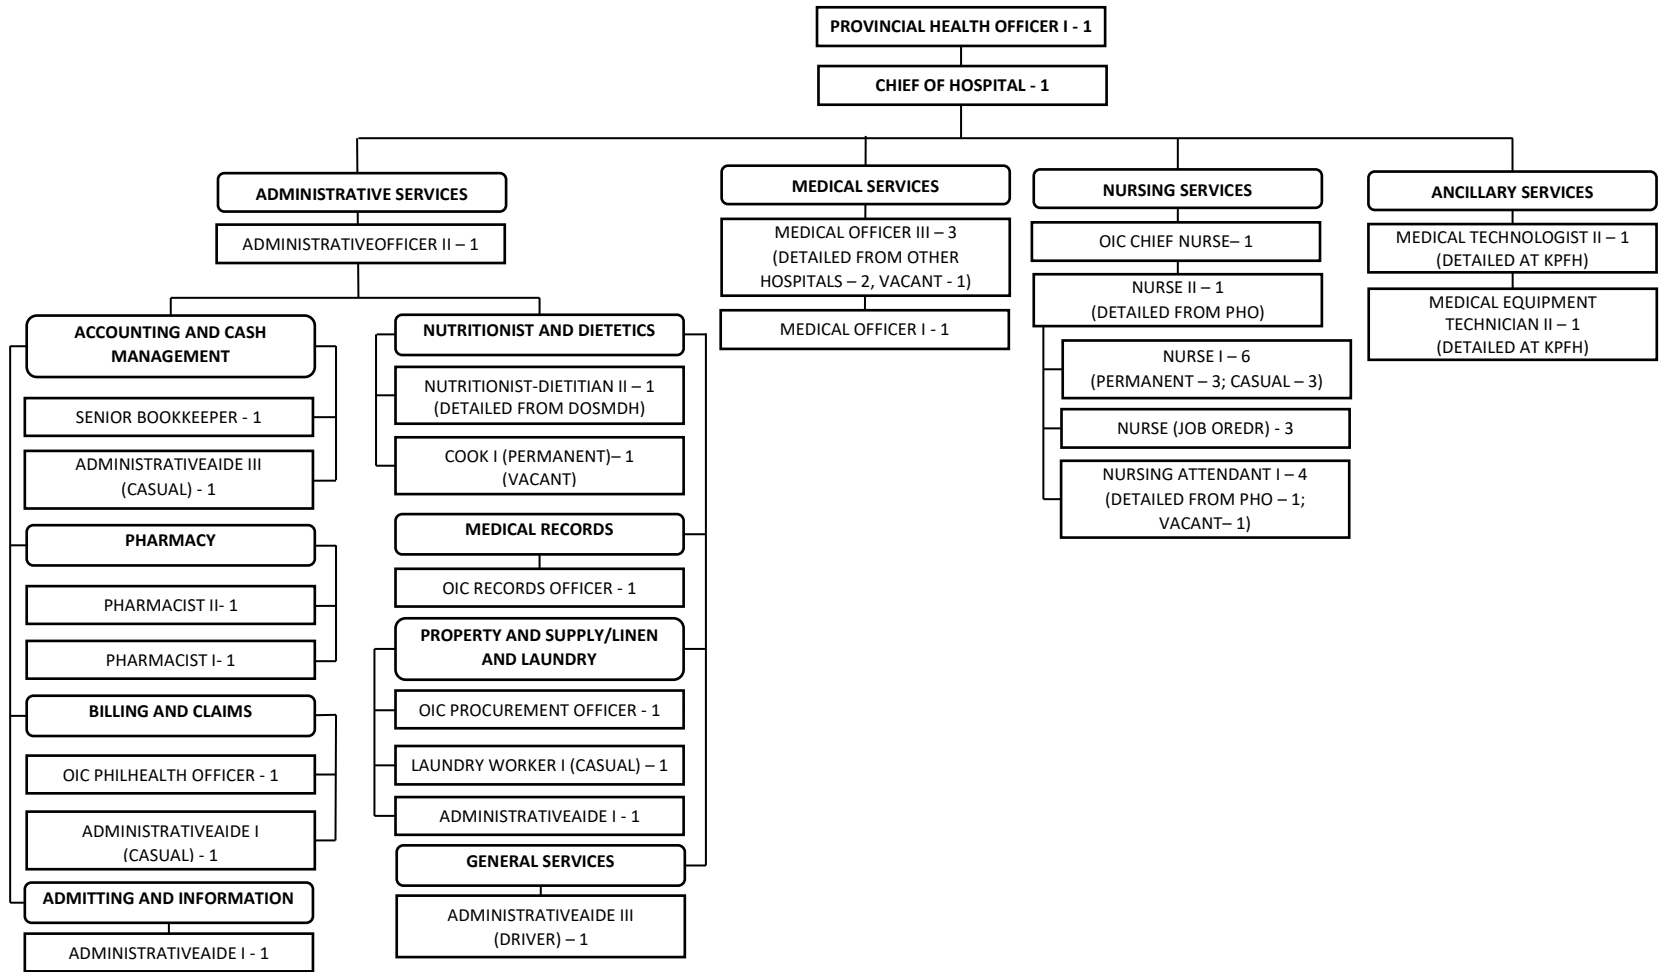 PROVINCIAL HEALTH OFFICER I - 1
CHIEF OF HOSPITAL - 1
ADMINISTRATIVE SERVICES
ADMINISTRATIVEOFFICER II – 1
ACCOUNTING AND CASH
MANAGEMENT
SENIOR BOOKKEEPER - 1
ADMINISTRATIVEAIDE III
(CASUAL) - 1
PHARMACY
PHARMACIST II- 1
PHARMACIST I- 1
BILLING AND CLAIMS
OIC PHILHEALTH OFFICER - 1
ADMINISTRATIVEAIDE I
(CASUAL) - 1
ADMITTING AND INFORMATION
ADMINISTRATIVEAIDE I - 1
NUTRITIONIST AND DIETETICS
NUTRITIONIST-DIETITIAN II – 1
(DETAILED FROM DOSMDH)
COOK I (PERMANENT)– 1
(VACANT)
MEDICAL RECORDS
OIC RECORDS OFFICER - 1
PROPERTY AND SUPPLY/LINEN
AND LAUNDRY
OIC PROCUREMENT OFFICER - 1
LAUNDRY WORKER I (CASUAL) – 1
ADMINISTRATIVEAIDE I - 1
GENERAL SERVICES
ADMINISTRATIVEAIDE III
(DRIVER) – 1
MEDICAL SERVICES
MEDICAL OFFICER III – 3
(DETAILED FROM OTHER
HOSPITALS – 2, VACANT - 1)
MEDICAL OFFICER I - 1
NURSING SERVICES
OIC CHIEF NURSE– 1
NURSE II – 1
(DETAILED FROM PHO)
NURSE I – 6
(PERMANENT – 3; CASUAL – 3)
NURSE (JOB OREDR) - 3
NURSING ATTENDANT I – 4
(DETAILED FROM PHO – 1;
VACANT– 1)
ANCILLARY SERVICES
MEDICAL TECHNOLOGIST II – 1
(DETAILED AT KPFH)
MEDICAL EQUIPMENT
TECHNICIAN II – 1
(DETAILED AT KPFH)